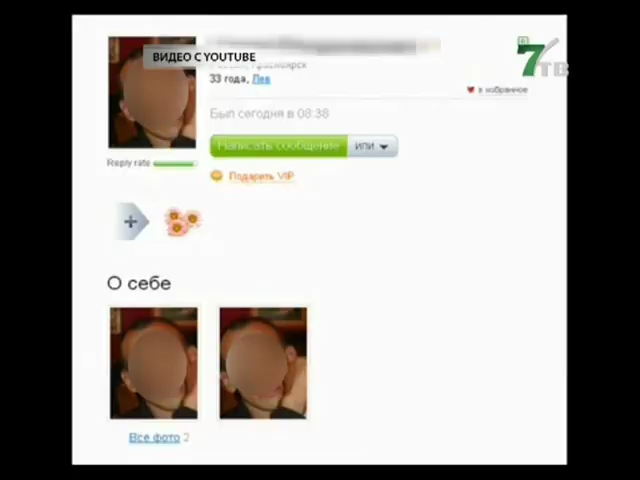 ВИДЕО С YOUTUBE
7ТВ
Красноярск
33 года, Лев
в избранное
Был сегодня в 08:38
Написать сообщение
или
Reply rate
Подарить VIP
О себе
Все фото 2